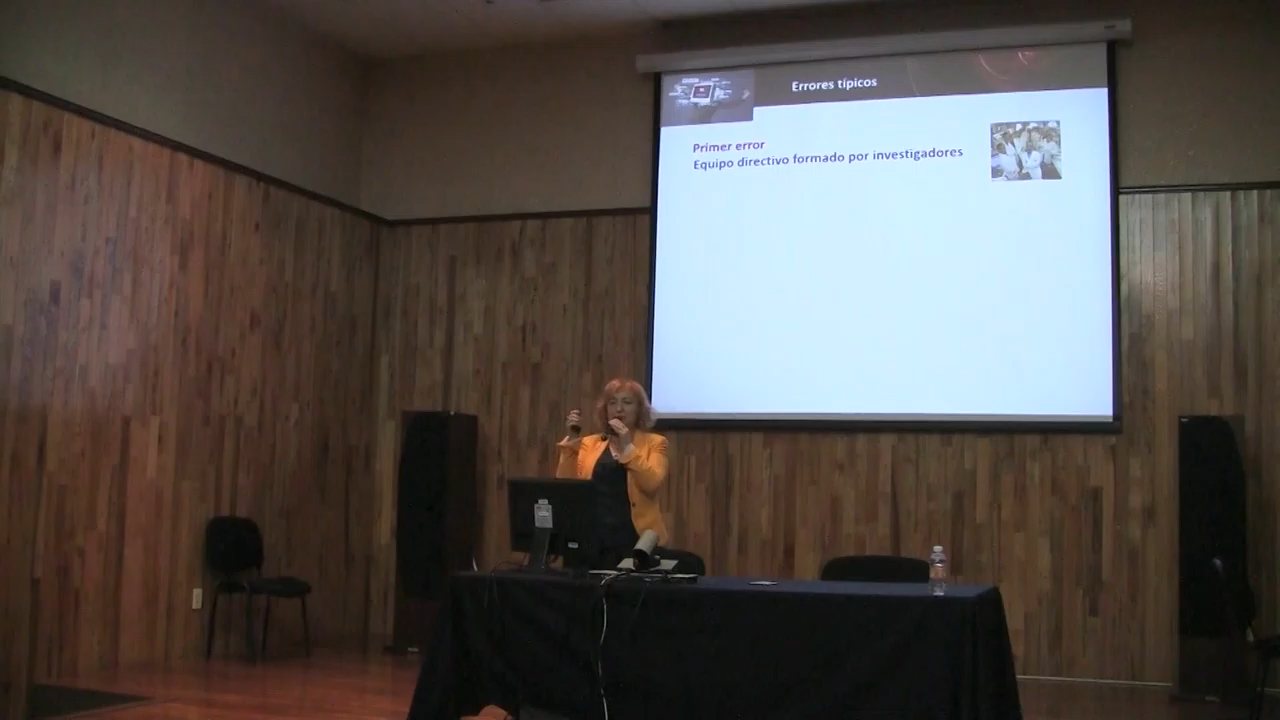 Errores típicos
Primer error
Equipo directivo formado por investigadores